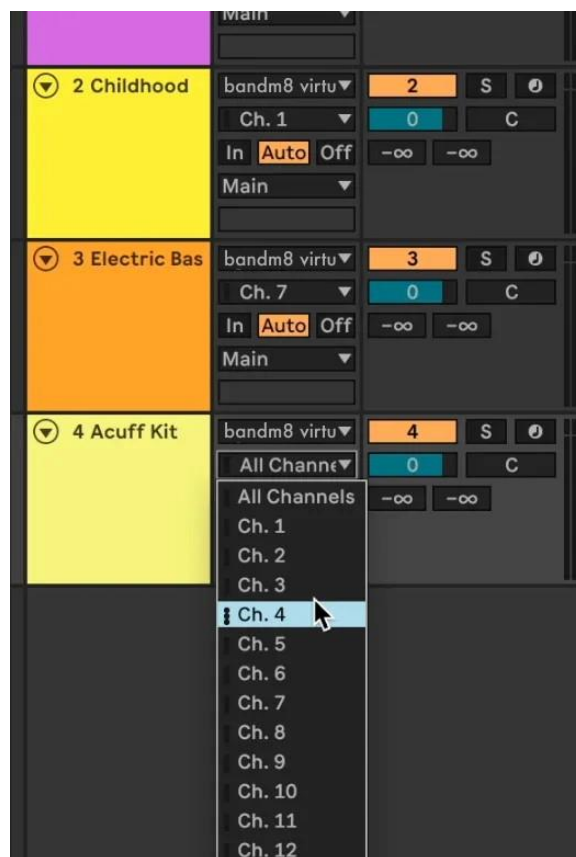 Main
2 Childhood bandm8 virtu 2 S
Ch. 1 0 C
In Auto Off -∞ -∞
Main
3 Electric Bas bandm8 virtu 3 S
Ch. 7 0 C
In Auto Off -∞ -∞
Main
4 Acuff Kit bandm8 virtu 4 S
All Channe 0 C
All Channels -∞ -∞
Ch. 1
Ch. 2
Ch. 3
Ch. 4
Ch. 5
Ch. 6
Ch. 7
Ch. 8
Ch. 9
Ch. 10
Ch. 11
Ch. 12